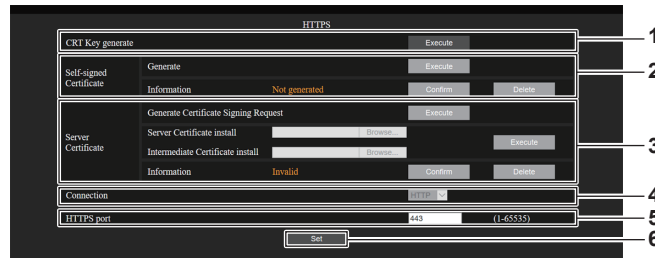 HTTPS
1
CRT Key generate Execute
2
Self-signed Certificate
Generate Execute
Information Not generated Confirm Delete
3
Server Certificate
Generate Certificate Signing Request Execute
Server Certificate install Browse...
Execute
Intermediate Certificate install Browse...
Information Invalid Confirm Delete
4
Connection HTTP
5
HTTPS port 443 (1-65535)
6
Set